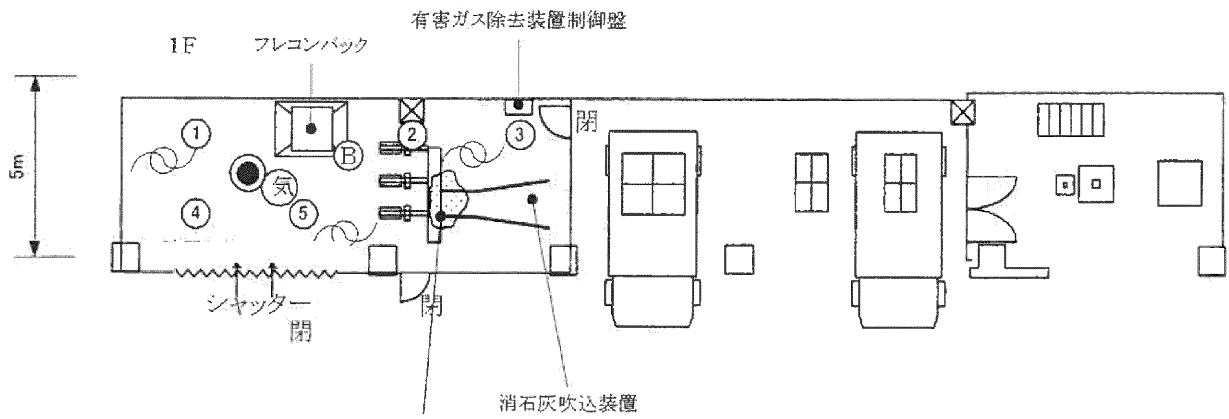 有害ガス除去装置制御盤
1F
フレコンバック
5m
①
②
③
閉
B
気
④
⑤
シャッター
閉
閉
消石灰吹込装置